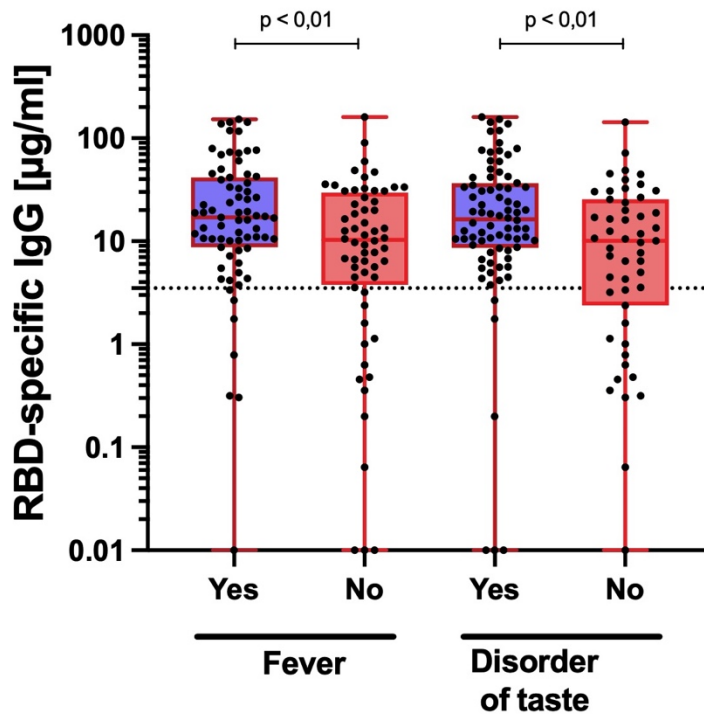 p < 0,01 p < 0,01
RBD-specific IgG [µg/ml]
1000
100
10
1
0.1
0.01
Yes No Yes No
Fever Disorder
of taste